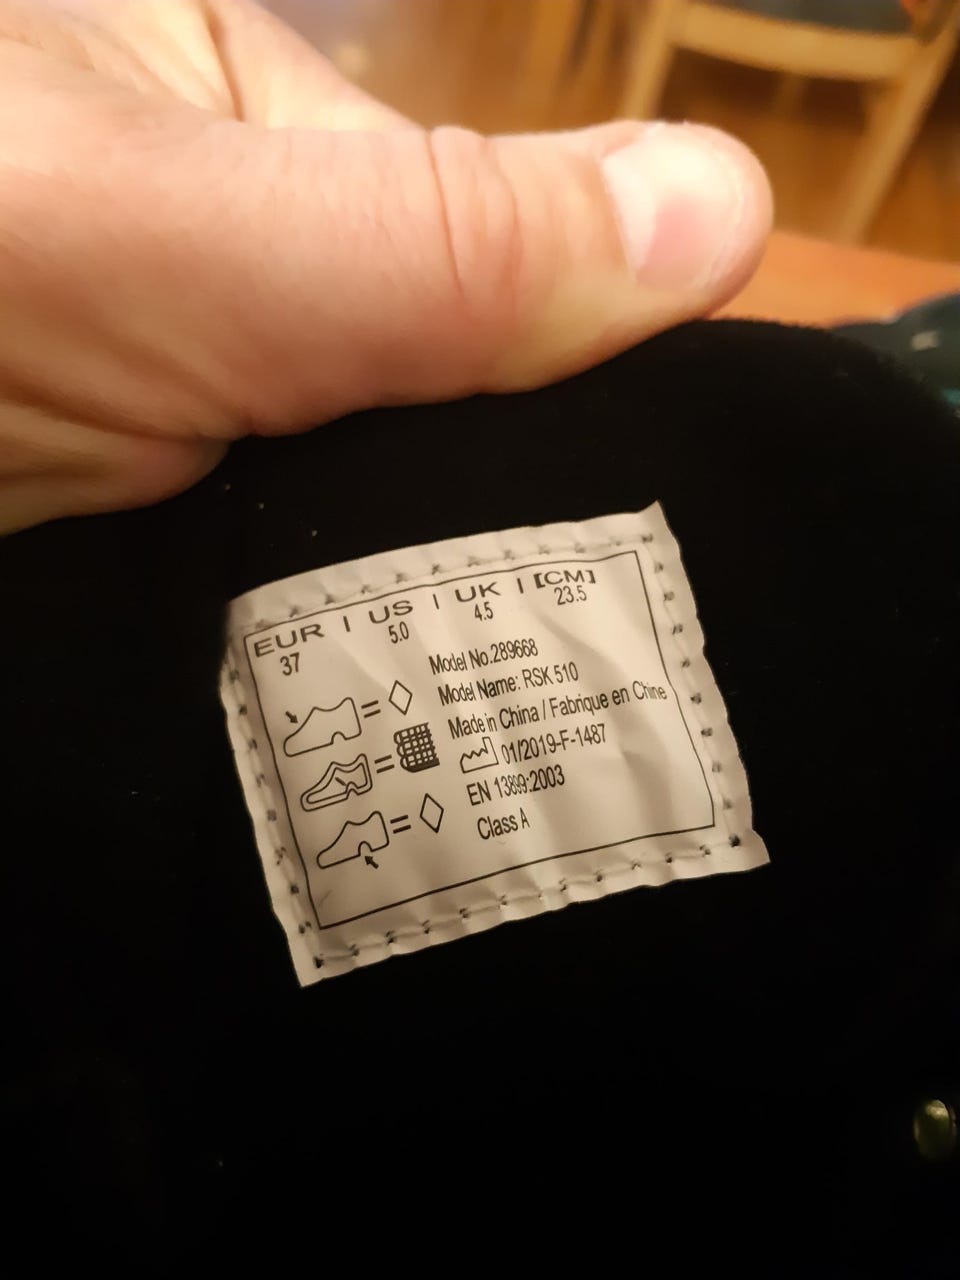 EUR | US | UK | [CM]
37 5.0 4.5 23.5
Model No.289668
Model Name: RSK 510
Made in China / Fabrique en Chine
01/2019-F-1487
EN 13899:2003
Class A